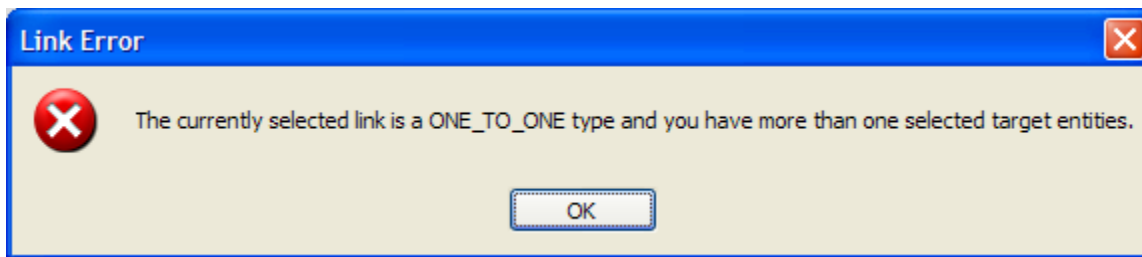 Link Error
The currently selected link is a ONE_TO_ONE type and you have more than one selected target entities.
OK